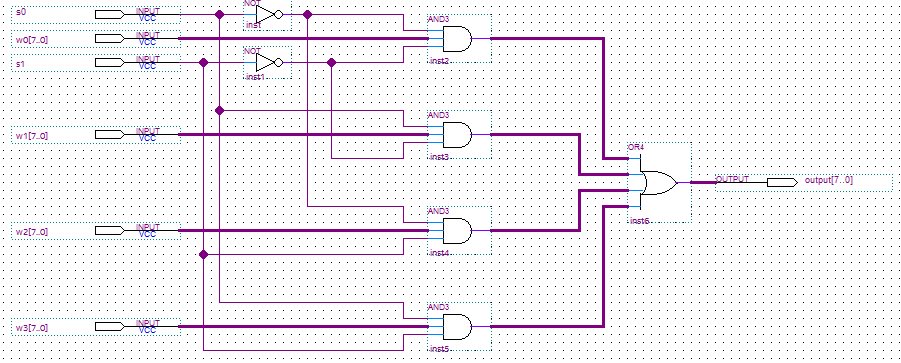 s0 INPUT VCC NOT inst
AND3
w0[7..0] INPUT VCC
s1 INPUT VCC NOT inst1
inst2
AND3
w1[7..0] INPUT VCC
inst3
OR4
OUTPUT output[7..0]
AND3
inst6
w2[7..0] INPUT VCC
inst4
AND3
w3[7..0] INPUT VCC
inst5